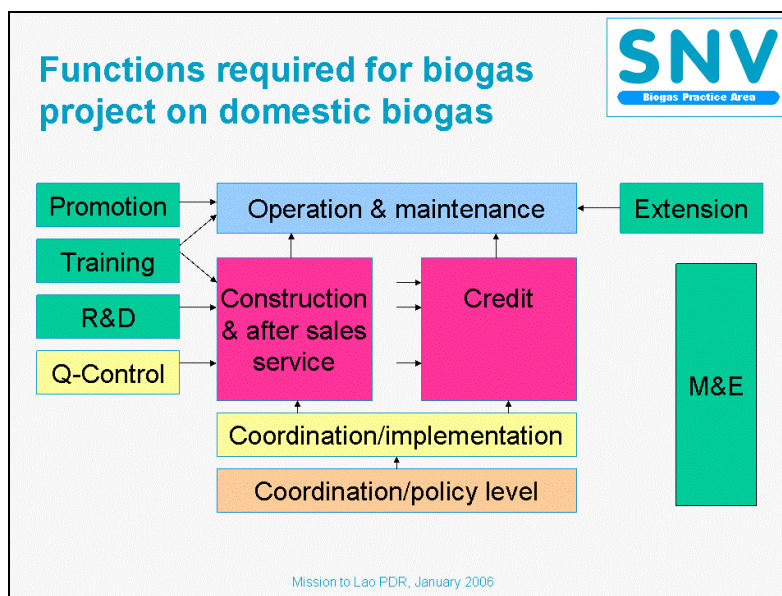 Functions required for biogas
project on domestic biogas
SNV
Biogas Practice Area
Promotion
Operation & maintenance
Extension
Training
Construction
& after sales
service
Credit
R&D
Q-Control
M&E
Coordination/implementation
Coordination/policy level
Mission to Lao PDR, January 2006